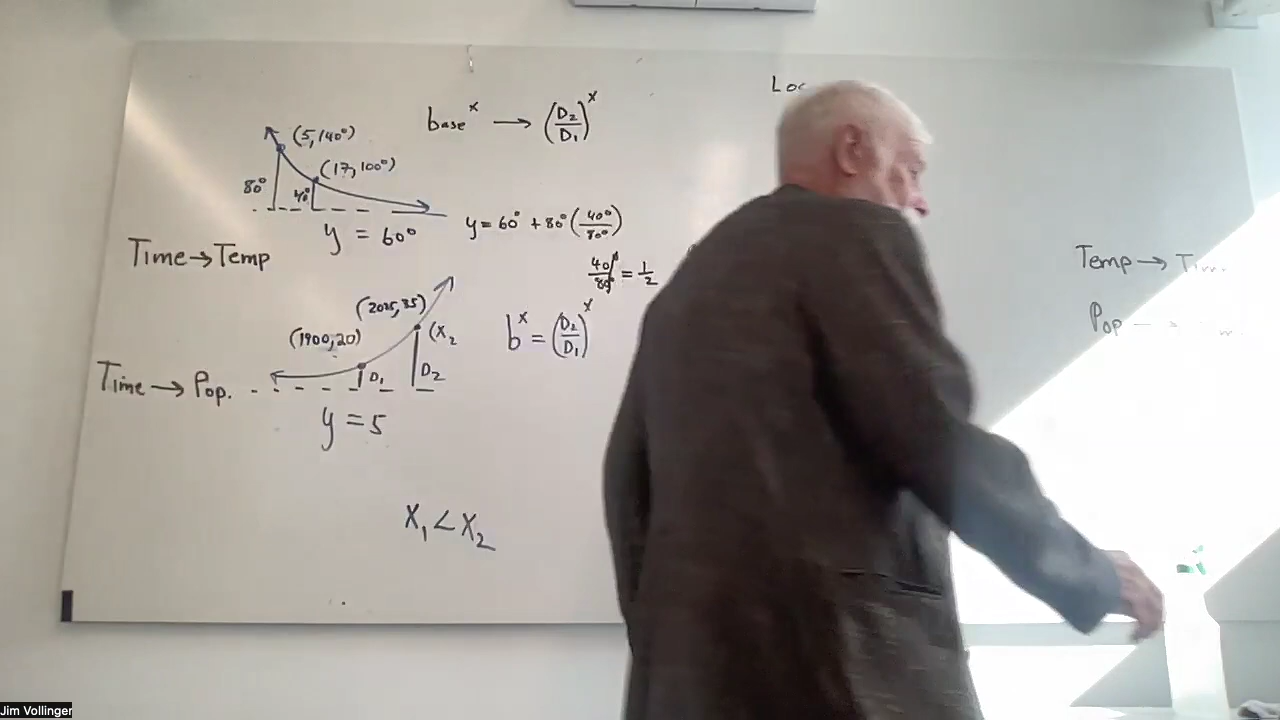 base^x → (D₂/D₁)^x
Loc
(5,140°)
(17,100°)
80°
40°
y = 60°
y = 60° + 80° (40°/80°)
40/80 = 1/2
Time → Temp
Temp →
(2025,85)
(1900,20)
(X₂
b^x = (D₂/D₁)^x
Pop
D₁
D₂
Time → Pop.
y = 5
X₁ < X₂
Jim Vollinger